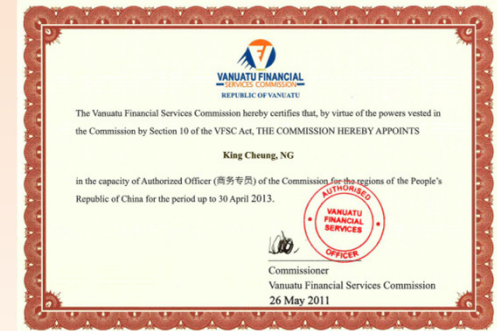 VANUATU FINANCIAL
SERVICES COMMISSION
REPUBLIC OF VANUATU
The Vanuatu Financial Services Commission hereby certifies that, by virtue of the powers vested in
the Commission by Section 10 of the VFSC Act, THE COMMISSION HEREBY APPOINTS
King Cheung, NG
in the capacity of Authorized Officer (商务专员) of the Commission for the regions of the People's
Republic of China for the period up to 30 April 2013.
AUTHORISED
VANUATU
FINANCIAL
SERVICES
OFFICER
Commissioner
Vanuatu Financial Services Commission
26 May 2011